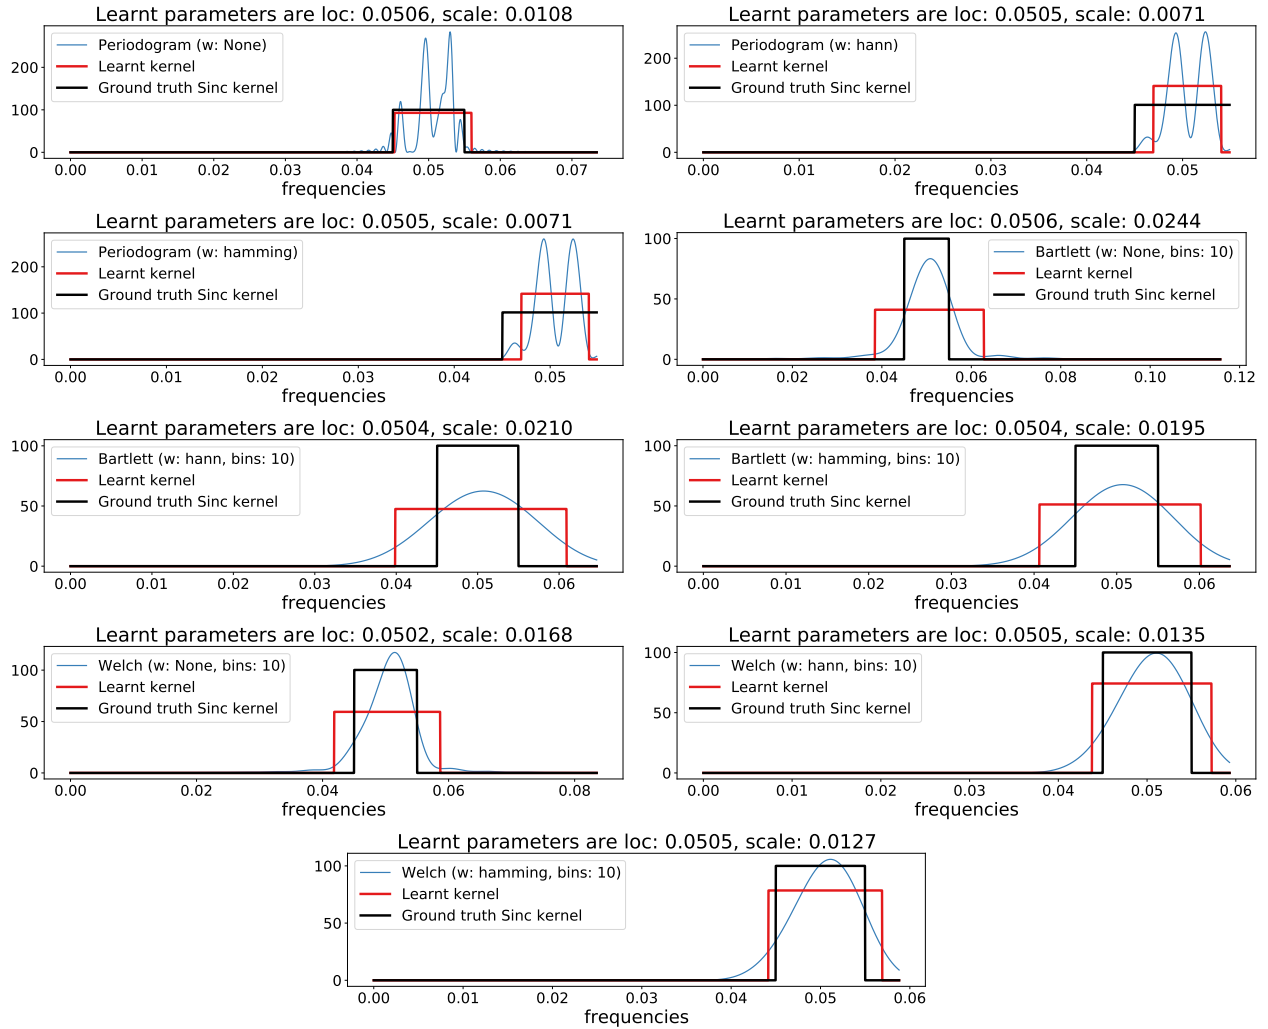 Learnt parameters are loc: 0.0506, scale: 0.0108
Periodogram (w: None)
Learnt kernel
Ground truth Sinc kernel
200
100
0
0.00 0.01 0.02 0.03 0.04 0.05 0.06 0.07
frequencies
Learnt parameters are loc: 0.0505, scale: 0.0071
Periodogram (w: hann)
Learnt kernel
Ground truth Sinc kernel
200
100
0
0.00 0.01 0.02 0.03 0.04 0.05
frequencies
Learnt parameters are loc: 0.0505, scale: 0.0071
Periodogram (w: hamming)
Learnt kernel
Ground truth Sinc kernel
200
100
0
0.00 0.01 0.02 0.03 0.04 0.05
frequencies
Learnt parameters are loc: 0.0506, scale: 0.0244
Bartlett (w: None, bins: 10)
Learnt kernel
Ground truth Sinc kernel
100
50
0
0.00 0.02 0.04 0.06 0.08 0.10 0.12
frequencies
Learnt parameters are loc: 0.0504, scale: 0.0210
Bartlett (w: hann, bins: 10)
Learnt kernel
Ground truth Sinc kernel
100
50
0
0.00 0.01 0.02 0.03 0.04 0.05 0.06
frequencies
Learnt parameters are loc: 0.0504, scale: 0.0195
Bartlett (w: hamming, bins: 10)
Learnt kernel
Ground truth Sinc kernel
100
50
0
0.00 0.01 0.02 0.03 0.04 0.05 0.06
frequencies
Learnt parameters are loc: 0.0502, scale: 0.0168
Welch (w: None, bins: 10)
Learnt kernel
Ground truth Sinc kernel
100
50
0
0.00 0.02 0.04 0.06 0.08
frequencies
Learnt parameters are loc: 0.0505, scale: 0.0135
Welch (w: hann, bins: 10)
Learnt kernel
Ground truth Sinc kernel
100
50
0
0.00 0.01 0.02 0.03 0.04 0.05 0.06
frequencies
Learnt parameters are loc: 0.0505, scale: 0.0127
Welch (w: hamming, bins: 10)
Learnt kernel
Ground truth Sinc kernel
100
50
0
0.00 0.01 0.02 0.03 0.04 0.05 0.06
frequencies